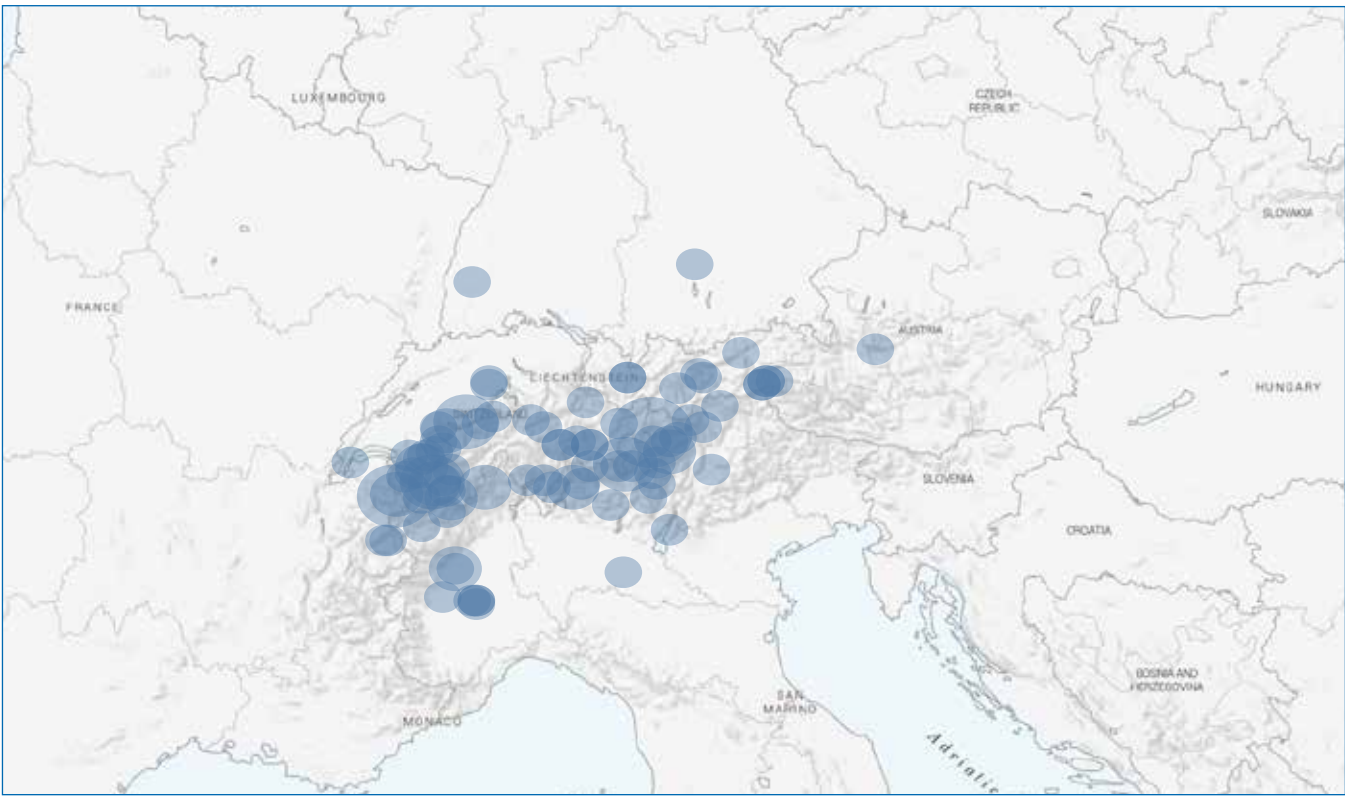 LUXEMBOURG
CZECH
REPUBLIC
SLOVAKIA
FRANCE
AUSTRIA
LIECHTENSTEIN
HUNGARY
SWITZERLAND
SLOVENIA
CROATIA
BOSNIA AND
HERZEGOVINA
SAN
MARINO
MONACO
Adriatic